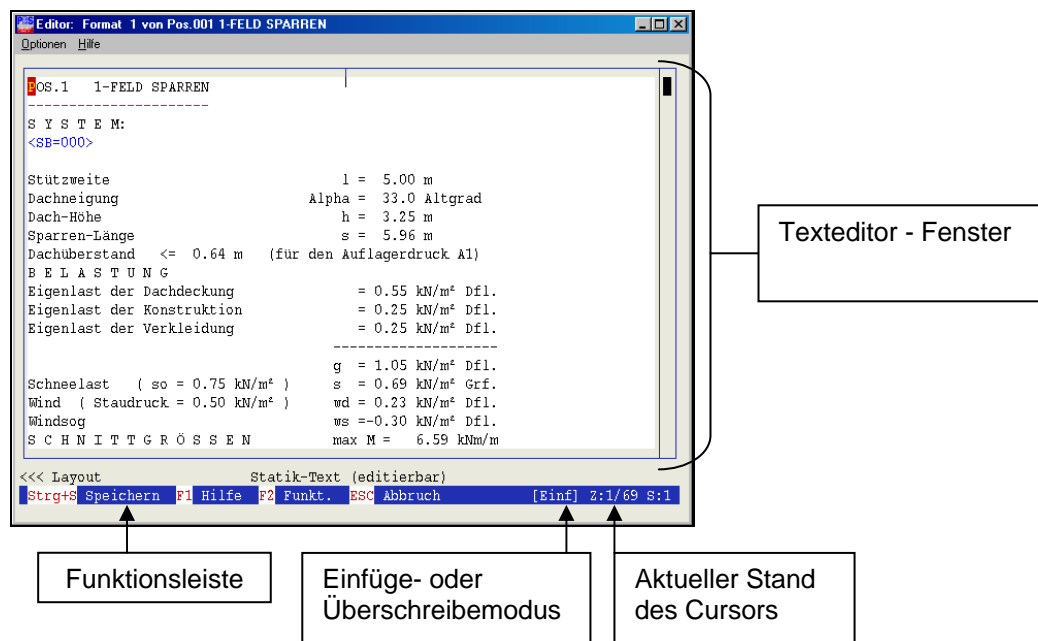 Editor: Format 1 von Pos.001 1-FELD SPARREN
Optionen Hilfe
POS.1 1-FELD SPARREN
----------------------
S Y S T E M:
<SB=000>
Stützweite l = 5.00 m
Dachneigung Alpha = 33.0 Altgrad
Dach-Höhe h = 3.25 m
Sparren-Länge s = 5.96 m
Dachüberstand <= 0.64 m (für den Auflagerdruck A1)
B E L A S T U N G
Eigenlast der Dachdeckung = 0.55 kN/m² Dfl.
Eigenlast der Konstruktion = 0.25 kN/m² Dfl.
Eigenlast der Verkleidung = 0.25 kN/m² Dfl.
--------------------
g = 1.05 kN/m² Dfl.
Schneelast ( so = 0.75 kN/m² ) s = 0.69 kN/m² Grf.
Wind ( Staudruck = 0.50 kN/m² ) wd = 0.23 kN/m² Dfl.
Windsog ws =-0.30 kN/m² Dfl.
S C H N I T T G R Ö S S E N max M = 6.59 kNm/m
<<< Layout Statik-Text (editierbar)
Strg+S Speichern F1 Hilfe F2 Funkt. ESC Abbruch [Einf] Z:1/69 S:1
Texteditor - Fenster
Funktionsleiste
Einfüge- oder
Überschreibemodus
Aktueller Stand
des Cursors